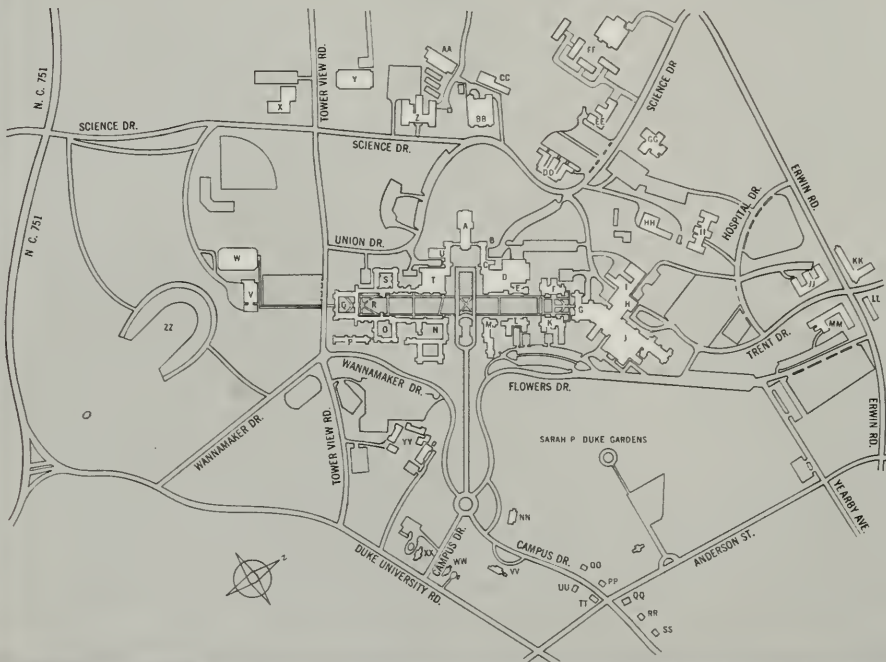 N. C. 751
SCIENCE DR.
N. C. 751
TOWER VIEW RD.
X
Y
AA
CC
Z
BB
SCIENCE DR.
FF
SCIENCE DR
EE
DD
GG
ERWIN RD.
HOSPITAL DR.
HH
II
JJ
KK
LL
MM
TRENT DR.
ERWIN RD.
UNION DR.
A
B
U
C
D
E
F
T
S
W
V
Q
R
O
N
P
M
K
G
I
H
J
ZZ
WANNAMAKER DR.
FLOWERS DR.
WANNAMAKER DR.
TOWER VIEW RD.
YY
SARAH P DUKE GARDENS
YEARBY AVE.
NN
CAMPUS DR.
CAMPUS DR.
XX
WW
VV
OO
PP
UU
TT
QQ
RR
SS
ANDERSON ST.
DUKE UNIVERSITY RD.